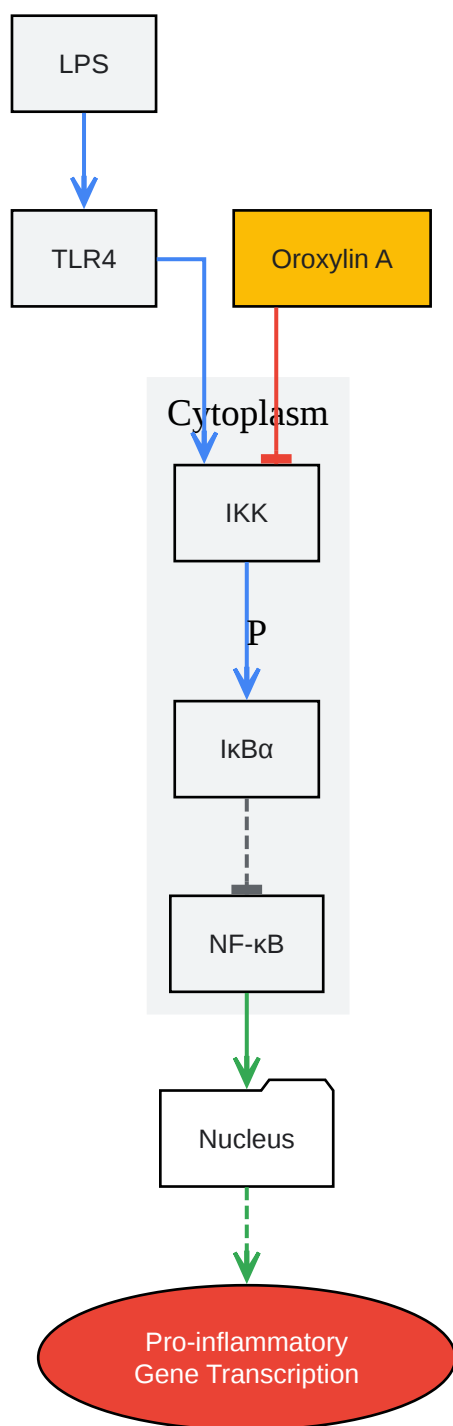 LPS
TLR4
Oroxylin A
Cytoplasm
IKK
P
IκBα
NF-κB
Nucleus
Pro-inflammatory
Gene Transcription